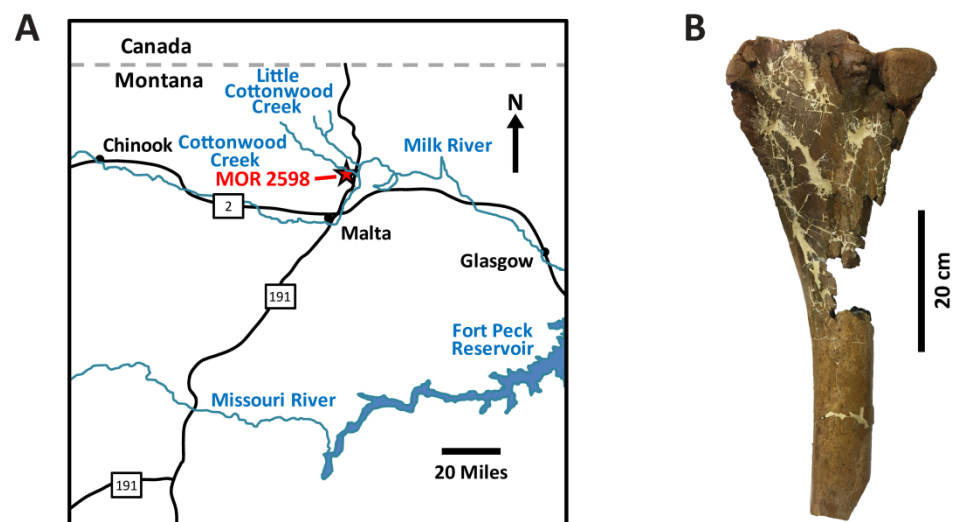 A
Canada
Montana
Little
Cottonwood
Creek
N
Chinook
Cottonwood
Creek
Milk River
MOR 2598
2
Malta
Glasgow
191
Fort Peck
Reservoir
Missouri River
20 Miles
191
B
20 cm